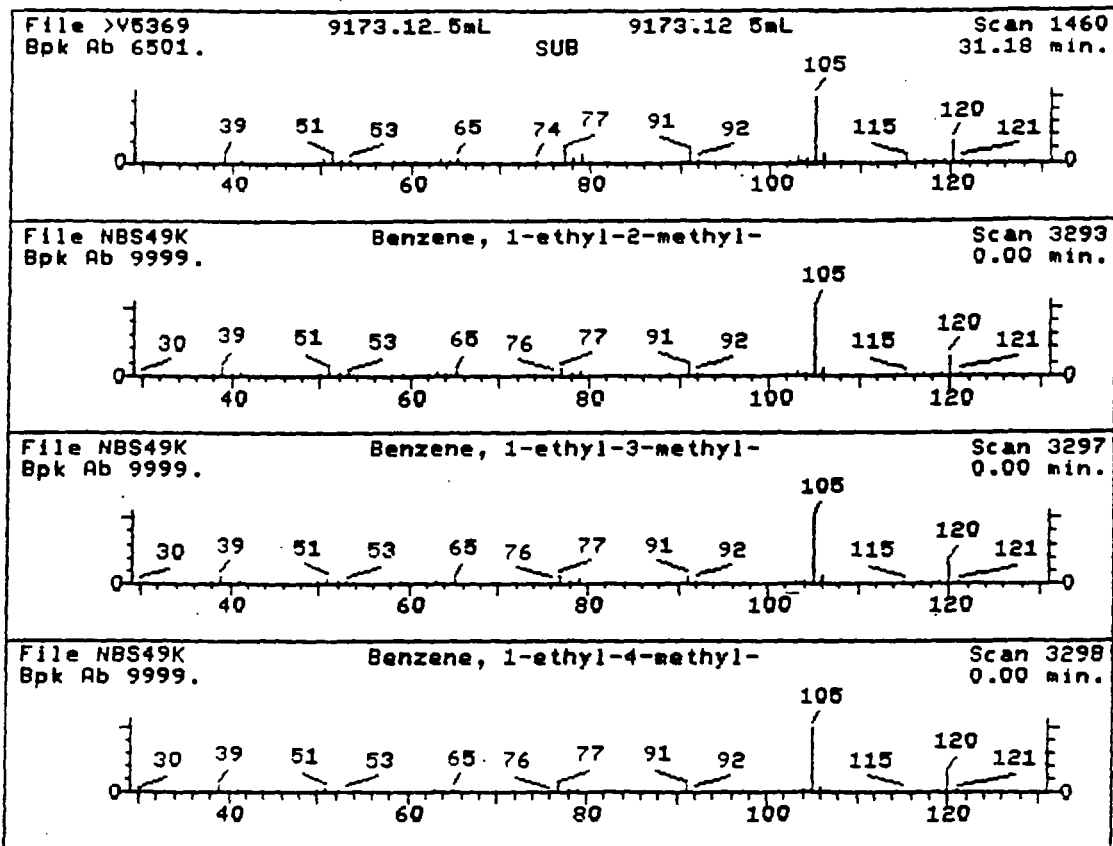 File >V5369 9173.12 5mL 9173.12 5mL Scan 1460
Bpk Ab 6501. SUB 31.18 min.
105
39 51 53 65 74 77 91 92 115 120 121
0 0
40 60 80 100 120
File NBS49K Benzene, 1-ethyl-2-methyl- Scan 3293
Bpk Ab 9999. 0.00 min.
105
30 39 51 53 65 76 77 91 92 115 120 121
0 0
40 60 80 100 120
File NBS49K Benzene, 1-ethyl-3-methyl- Scan 3297
Bpk Ab 9999. 0.00 min.
105
30 39 51 53 65 76 77 91 92 115 120 121
0 0
40 60 80 100 120
File NBS49K Benzene, 1-ethyl-4-methyl- Scan 3298
Bpk Ab 9999. 0.00 min.
105
30 39 51 53 65 76 77 91 92 115 120 121
0 0
40 60 80 100 120